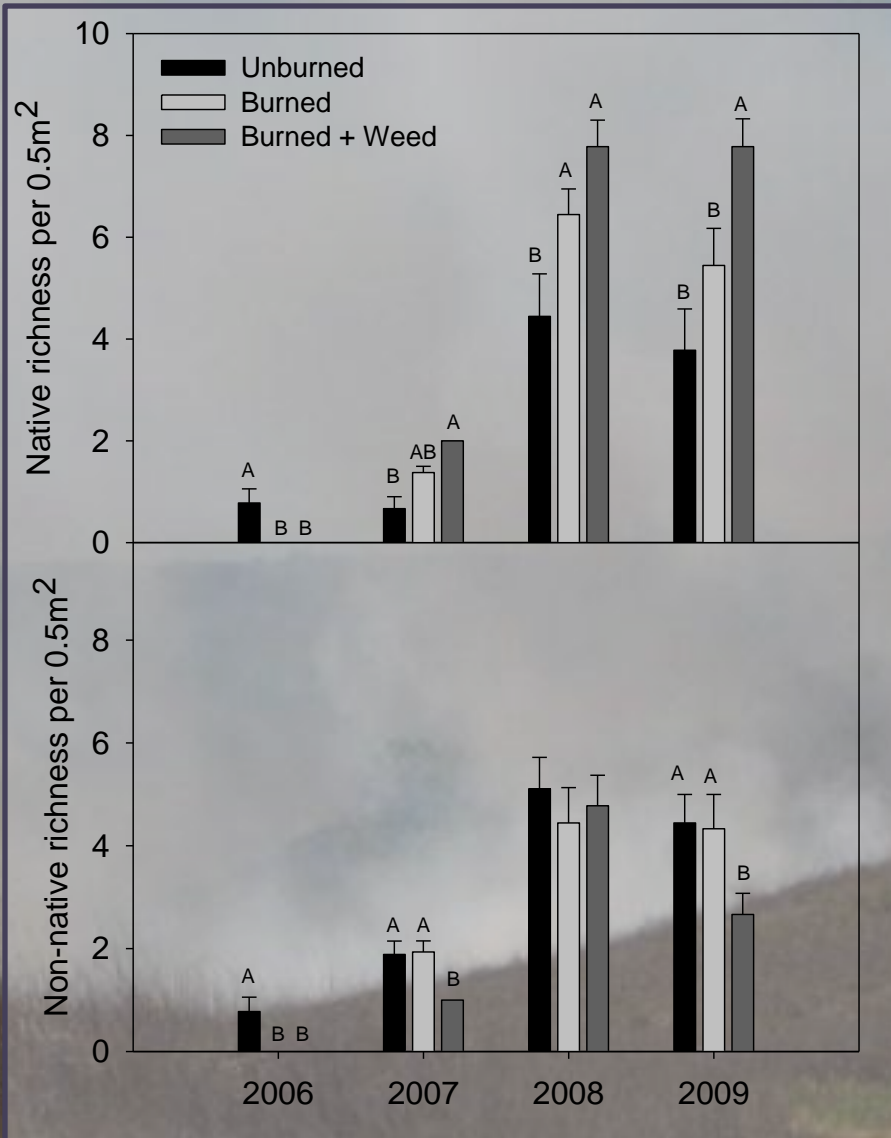 10
Unburned
Burned
Burned + Weed
Native richness per 0.5m²
8
6
4
2
0
A
B B
B
AB
A
B
A
A
B
B
A
Non-native richness per 0.5m²
8
6
4
2
0
A
B B
A
A
B
A
A
B
2006 2007 2008 2009